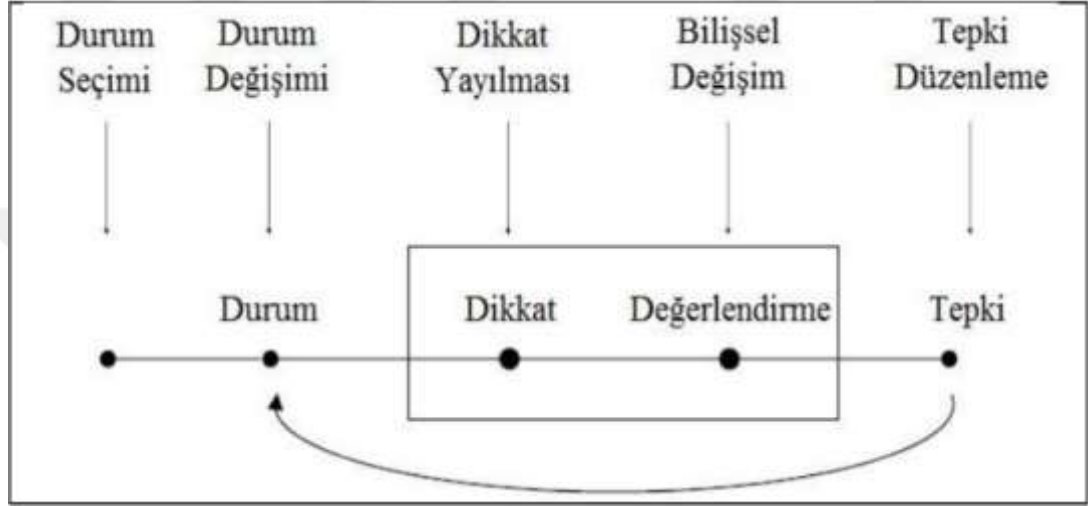 Durum Seçimi
Durum Değişimi
Dikkat Yayılması
Bilişsel Değişim
Tepki Düzenleme
Durum
Dikkat
Değerlendirme
Tepki